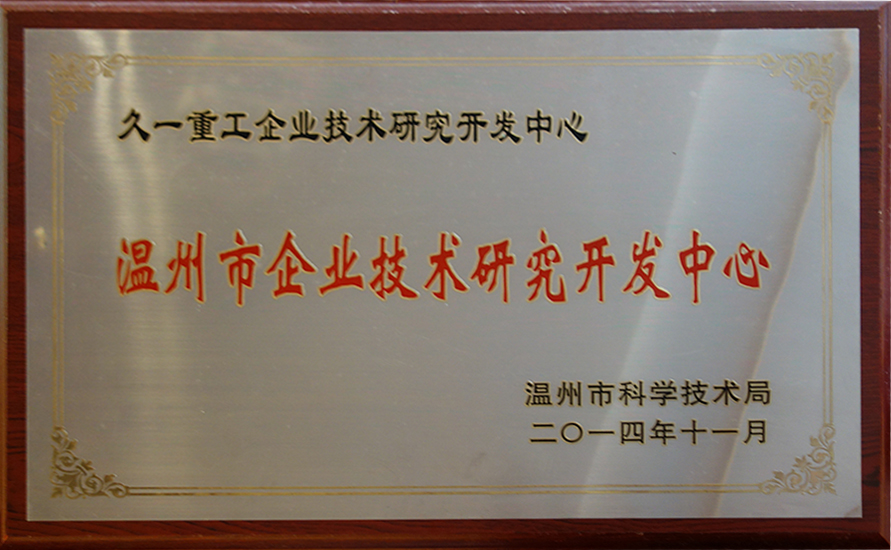 久一重工企业技术研究开发中心
温州市企业技术研究开发中心
温州市科学技术局
二〇一四年十一月